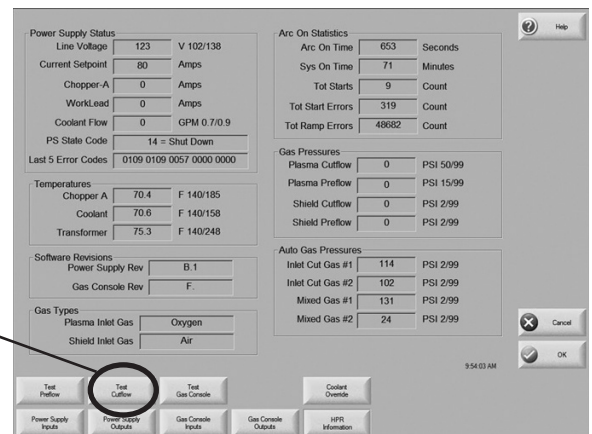 Power Supply Status
Line Voltage 123 V 102/138
Current Setpoint 80 Amps
Chopper-A 0 Amps
WorkLead 0 Amps
Coolant Flow 0 GPM 0.7/0.9
PS State Code 14 = Shut Down
Last 5 Error Codes 0109 0109 0057 0000 0000
Temperatures
Chopper A 70.4 F 140/185
Coolant 70.6 F 140/158
Transformer 75.3 F 140/248
Software Revisions
Power Supply Rev B.1
Gas Console Rev F.
Gas Types
Plasma Inlet Gas Oxygen
Shield Inlet Gas Air
Arc On Statistics
Arc On Time 653 Seconds
Sys On Time 71 Minutes
Tot Starts 9 Count
Tot Start Errors 319 Count
Tot Ramp Errors 48682 Count
Gas Pressures
Plasma Cutflow 0 PSI 50/99
Plasma Preflow 0 PSI 15/99
Shield Cutflow 0 PSI 2/99
Shield Preflow 0 PSI 2/99
Auto Gas Pressures
Inlet Cut Gas #1 114 PSI 2/99
Inlet Cut Gas #2 102 PSI 2/99
Mixed Gas #1 131 PSI 2/99
Mixed Gas #2 24 PSI 2/99
Help
Cancel
OK
9:54:03 AM
Test Preflow
Test Cutflow
Test Gas Console
Coolant Override
Power Supply Inputs
Power Supply Outputs
Gas Console Inputs
Gas Console Outputs
HPR Information